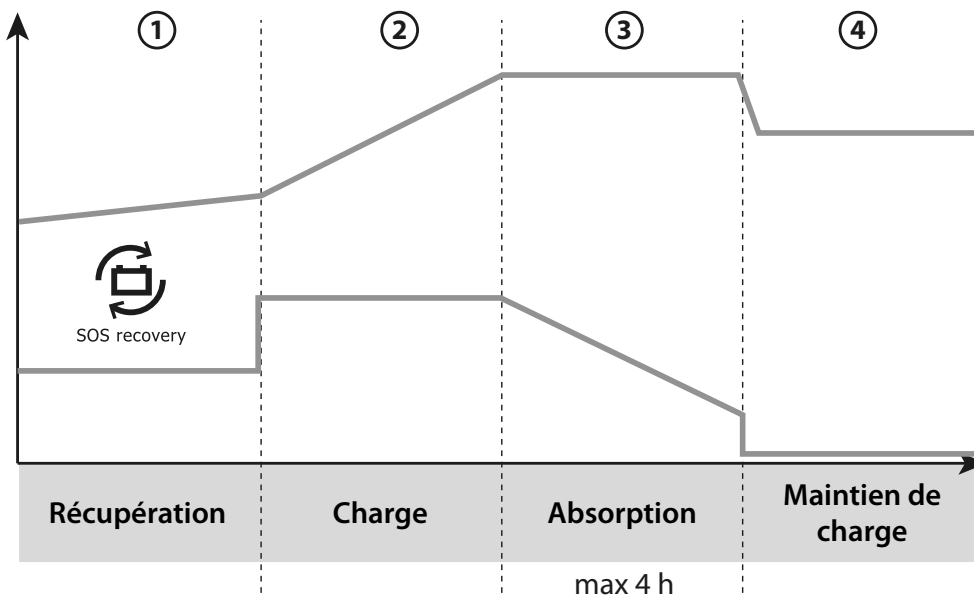 1
2
3
4
SOS recovery
Récupération
Charge
Absorption
Maintien de
charge
max 4 h